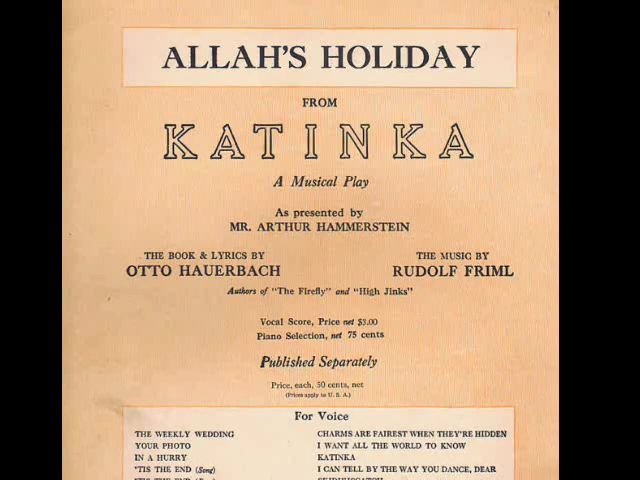 ALLAH'S HOLIDAY
FROM
KATINKA
A Musical Play
As presented by
MR. ARTHUR HAMMERSTEIN
THE BOOK & LYRICS BY
OTTO HAUERBACH
THE MUSIC BY
RUDOLF FRIML
Authors of "The Firefly" and "High Jinks"
Vocal Score, Price net $3.00
Piano Selection, net 75 cents
Published Separately
Price, each, 50 cents, net
(Prices apply to U. S. A.)
For Voice
THE WEEKLY WEDDING
YOUR PHOTO
IN A HURRY
'TIS THE END (Song)
CHARMS ARE FAIREST WHEN THEY'RE HIDDEN
I WANT ALL THE WORLD TO KNOW
KATINKA
I CAN TELL BY THE WAY YOU DANCE, DEAR